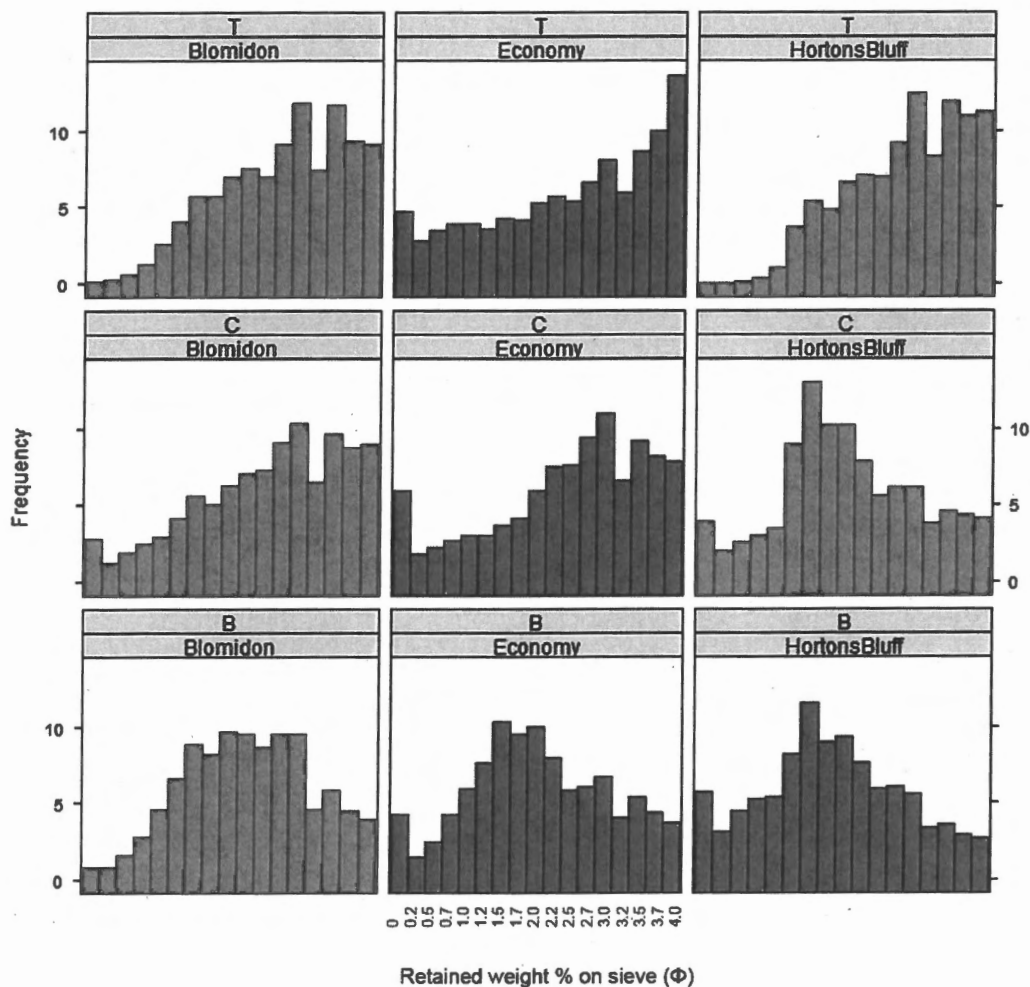 T T T
Blomidon Economy HortonsBluff
10
5
0
C C C
Blomidon Economy HortonsBluff
10
5
0
Frequency
B B B
Blomidon Economy HortonsBluff
10
5
0
0 0.2 0.5 0.7 1.0 1.2 1.5 1.7 2.0 2.2 2.5 2.7 3.0 3.2 3.5 3.7 4.0
Retained weight % on sieve (Φ)